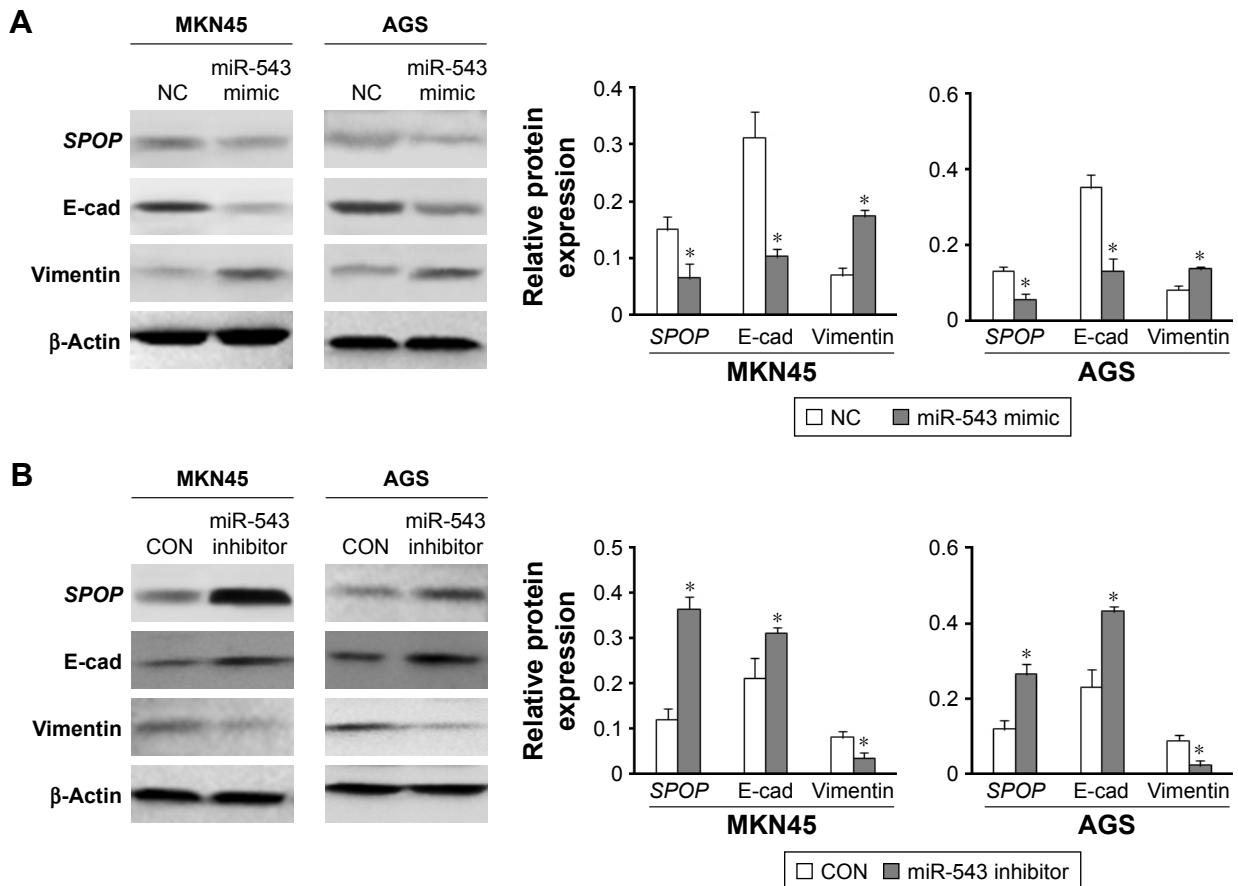 A
MKN45 AGS
NC miR-543 mimic NC miR-543 mimic
SPOP
E-cad
Vimentin
β-Actin
Relative protein expression
0.4
0.3
0.2
0.1
0
* * *
SPOP E-cad Vimentin
MKN45
0.6
0.4
0.2
0
* * *
SPOP E-cad Vimentin
AGS
NC miR-543 mimic
B
MKN45 AGS
CON miR-543 inhibitor CON miR-543 inhibitor
SPOP
E-cad
Vimentin
β-Actin
Relative protein expression
0.5
0.4
0.3
0.2
0.1
0
* * *
SPOP E-cad Vimentin
MKN45
0.6
0.4
0.2
0
* * *
SPOP E-cad Vimentin
AGS
CON miR-543 inhibitor